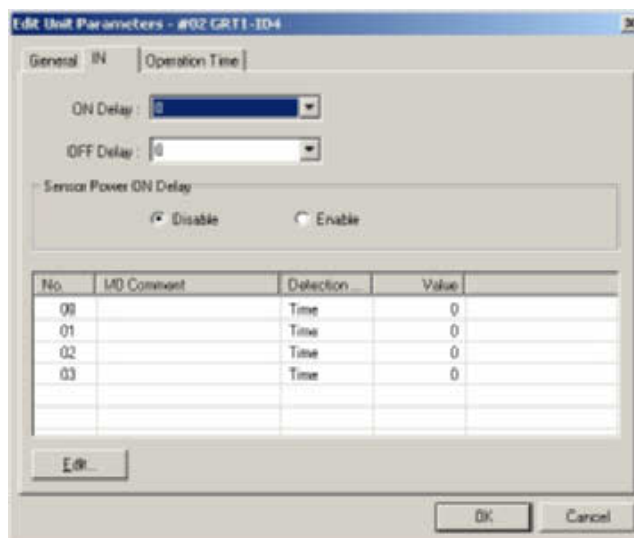 Edit Unit Parameters - #02 GRT1-ID4
General IN Operation Time
ON Delay : 0
OFF Delay : 0
Sensor Power ON Delay
Disable Enable
No. I/O Comment Detection ... Value
00 Time 0
01 Time 0
02 Time 0
03 Time 0
Edit...
OK Cancel